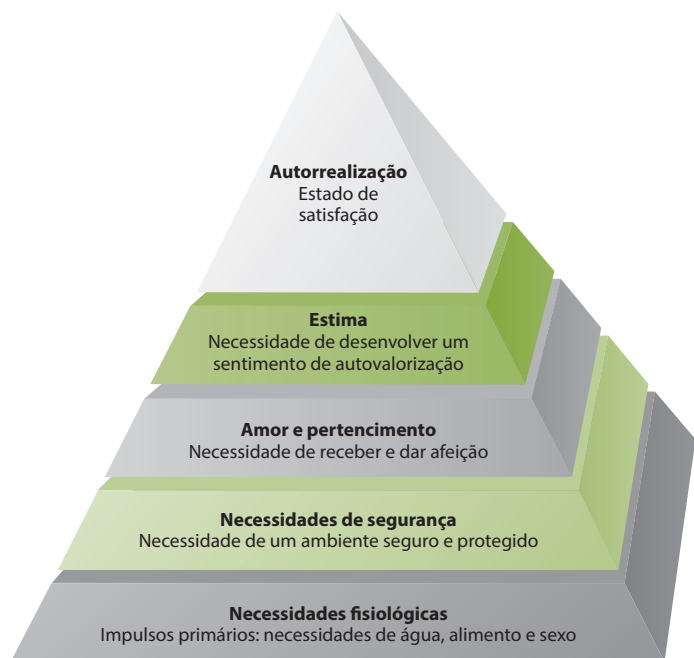 Autorrealização
Estado de
satisfação
Estima
Necessidade de desenvolver um
sentimento de autovalorização
Amor e pertencimento
Necessidade de receber e dar afeição
Necessidades de segurança
Necessidade de um ambiente seguro e protegido
Necessidades fisiológicas
Impulsos primários: necessidades de água, alimento e sexo